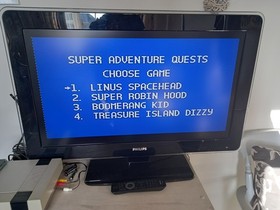 SUPER ADVENTURE QUESTS
CHOOSE GAME
→1. LINUS SPACEHEAD
2. SUPER ROBIN HOOD
3. BOOMERANG KID
4. TREASURE ISLAND DIZZY
PHILIPS